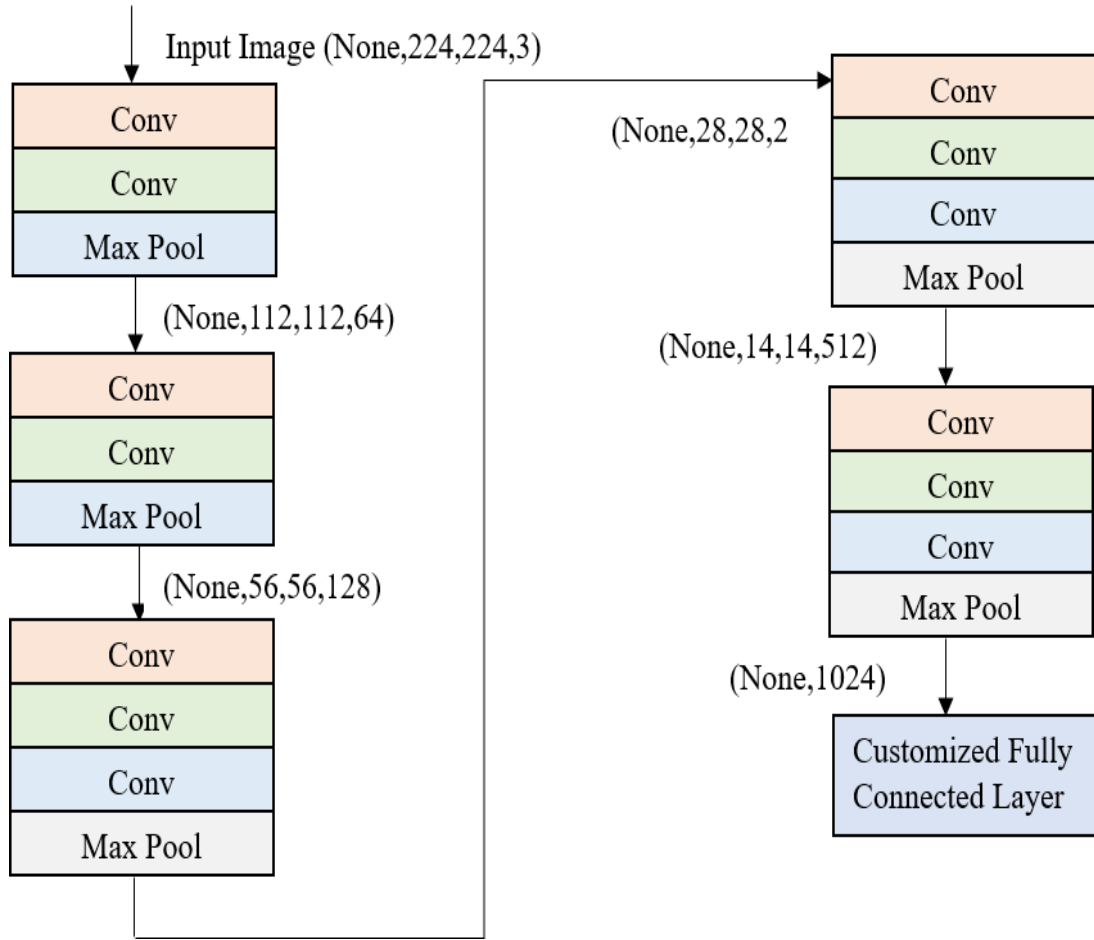 Input Image (None,224,224,3)
Conv
Conv
Max Pool
(None,112,112,64)
Conv
Conv
Max Pool
(None,56,56,128)
Conv
Conv
Conv
Max Pool
(None,28,28,2
Conv
Conv
Conv
Max Pool
(None,14,14,512)
Conv
Conv
Conv
Max Pool
(None,1024)
Customized Fully
Connected Layer